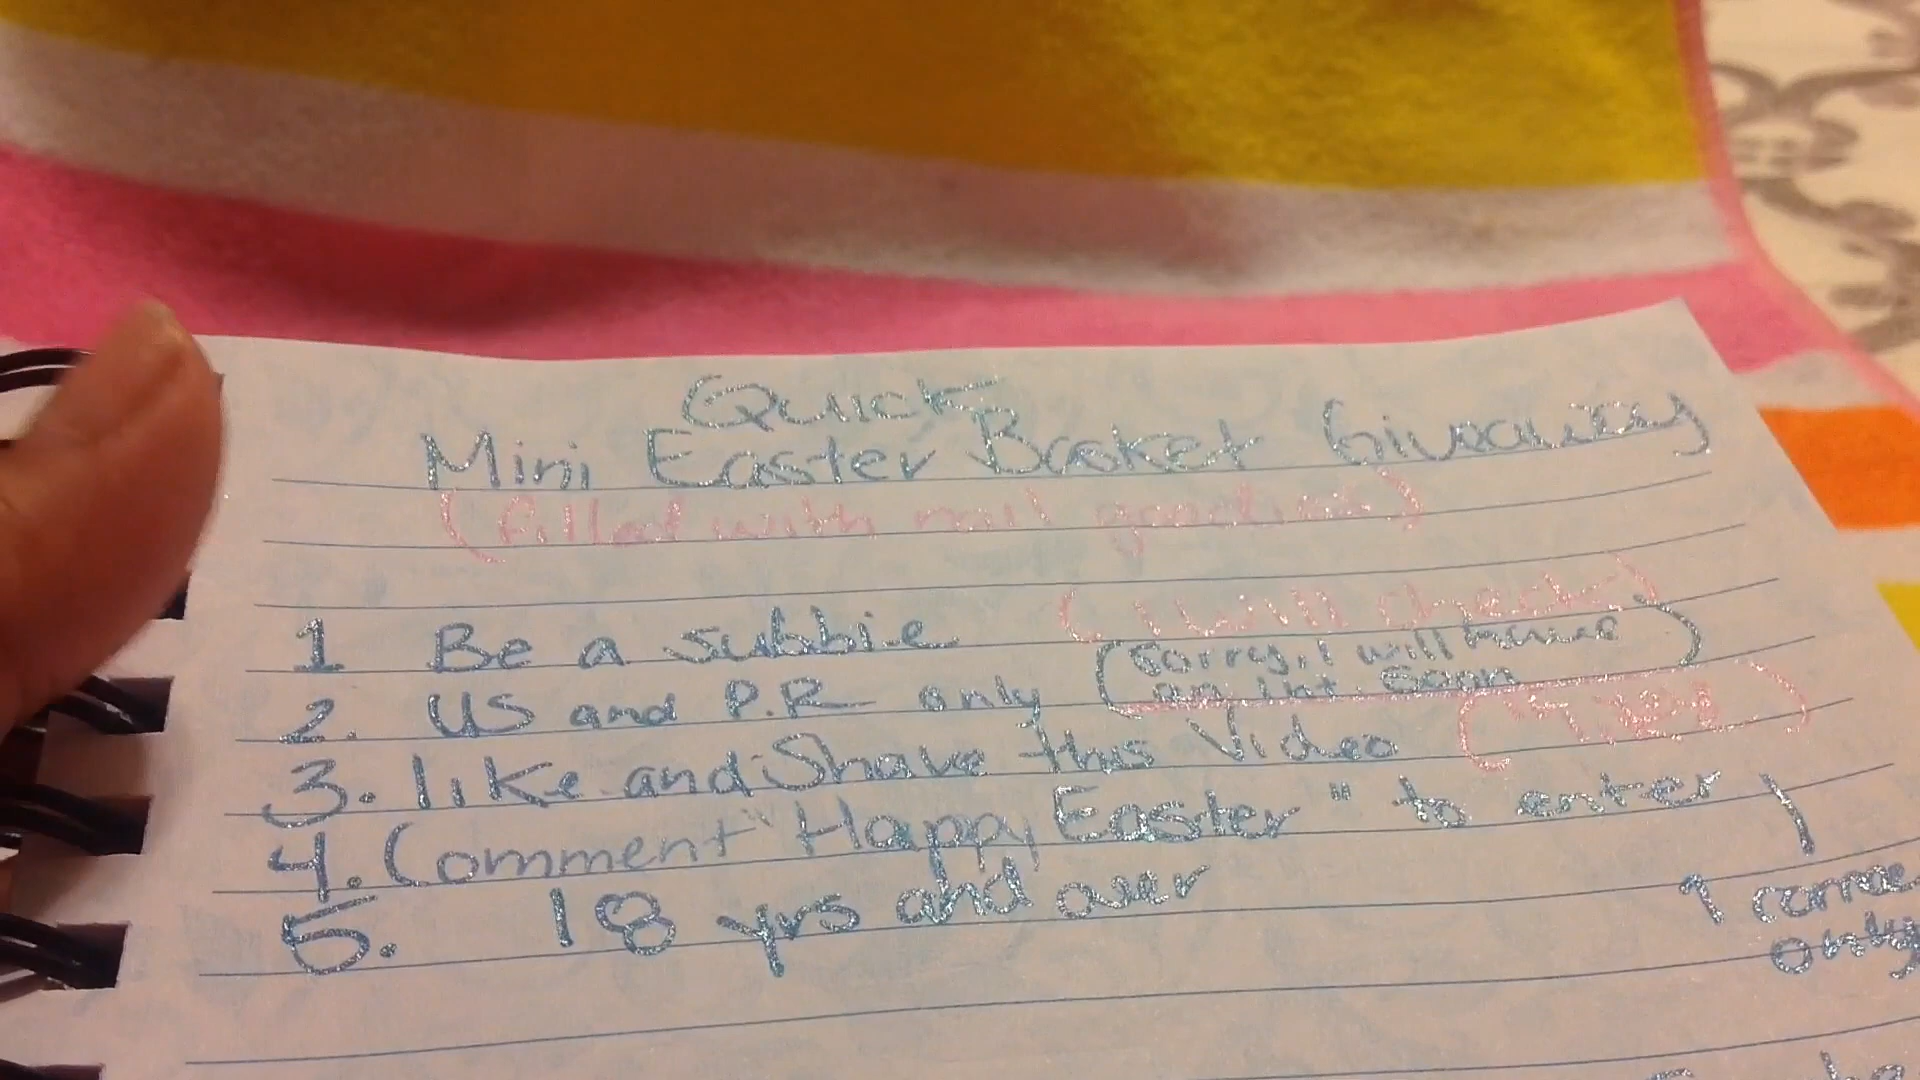 Quick
Mini Easter Basket Giveaway
(filled with nail goodies)
1 Be a subbie (I will check)
2. US and P.R only (Sorry, I will have
an int. soon)
3. like and Share this Video
4. Comment "Happy Easter" to enter
5. 18 yrs and over
1
only